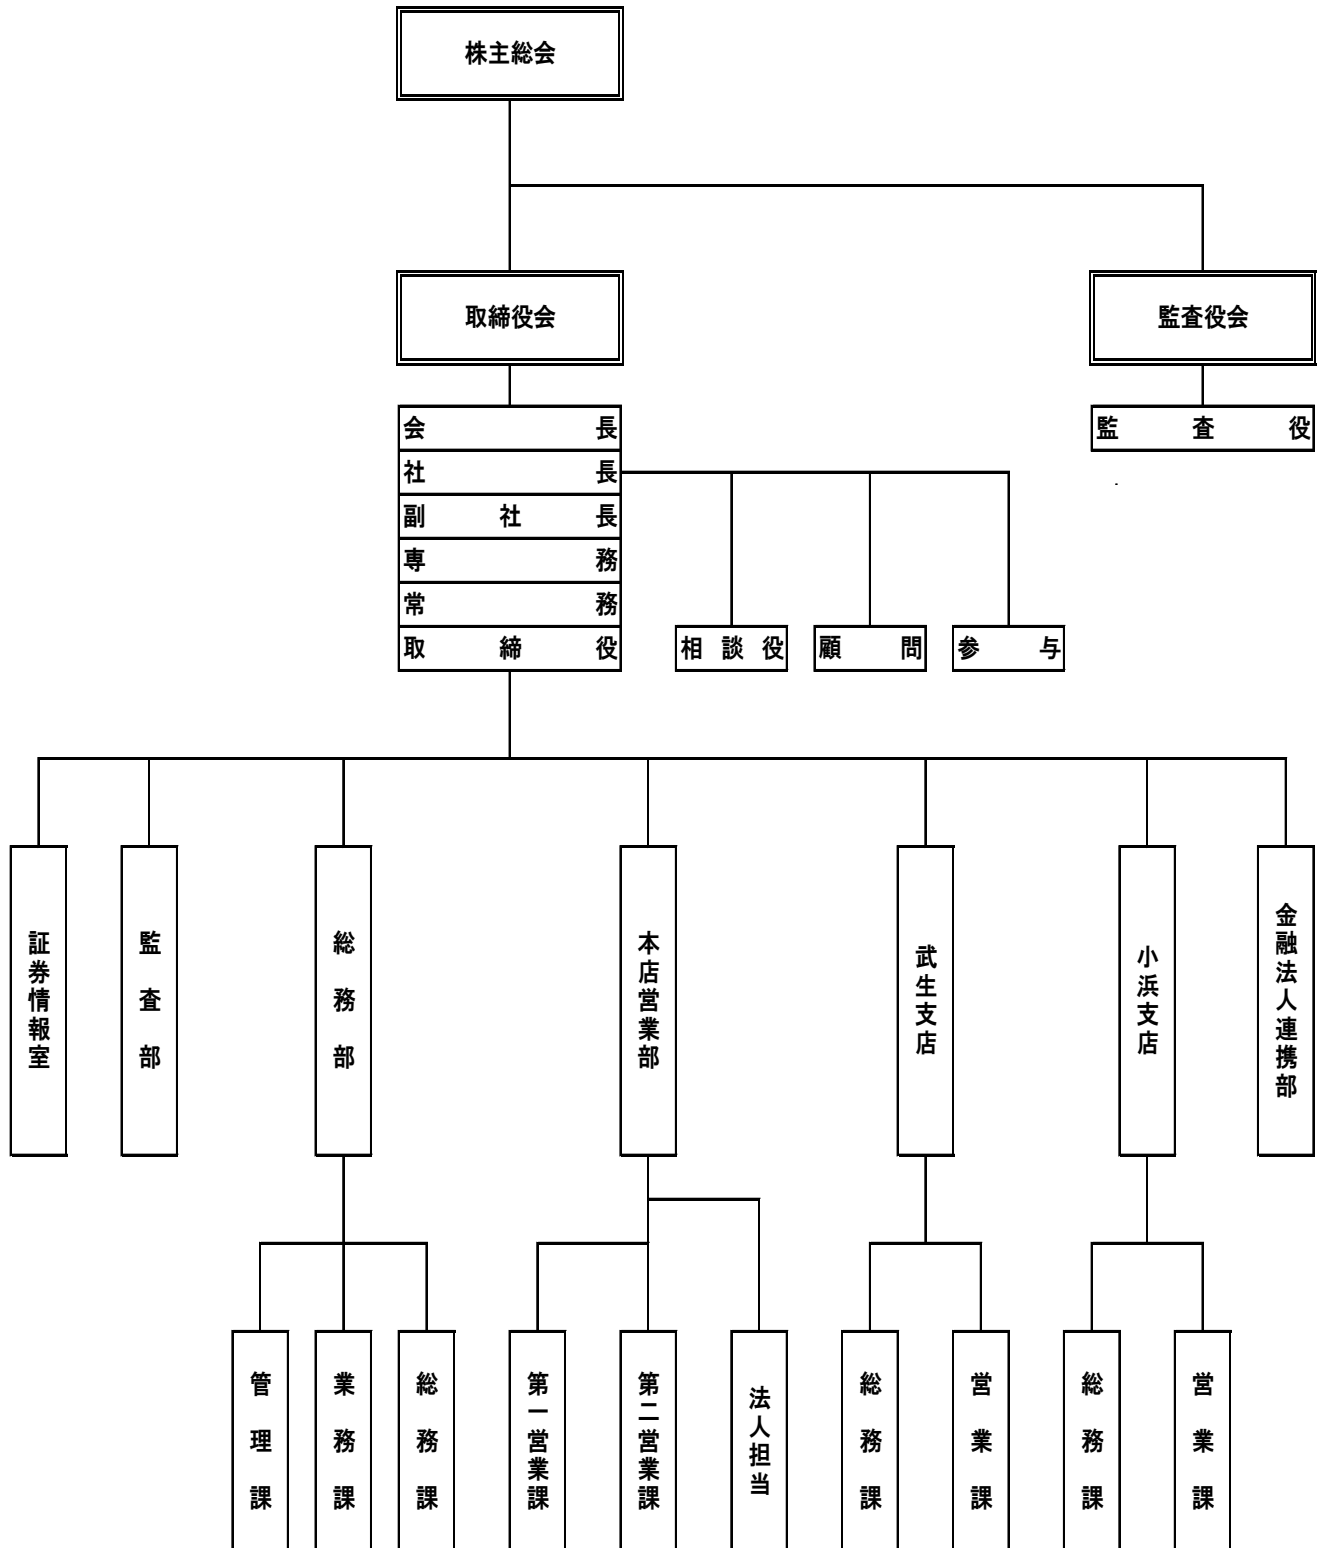 株主総会
取締役会
監査役会
会長
社長
副社長
専務
常務
取締役
監査役
相談役
顧問
参与
証券情報室
監査部
総務部
本店営業部
武生支店
小浜支店
金融法人連携部
管理課
業務課
総務課
第一営業課
第二営業課
法人担当
総務課
営業課
総務課
営業課